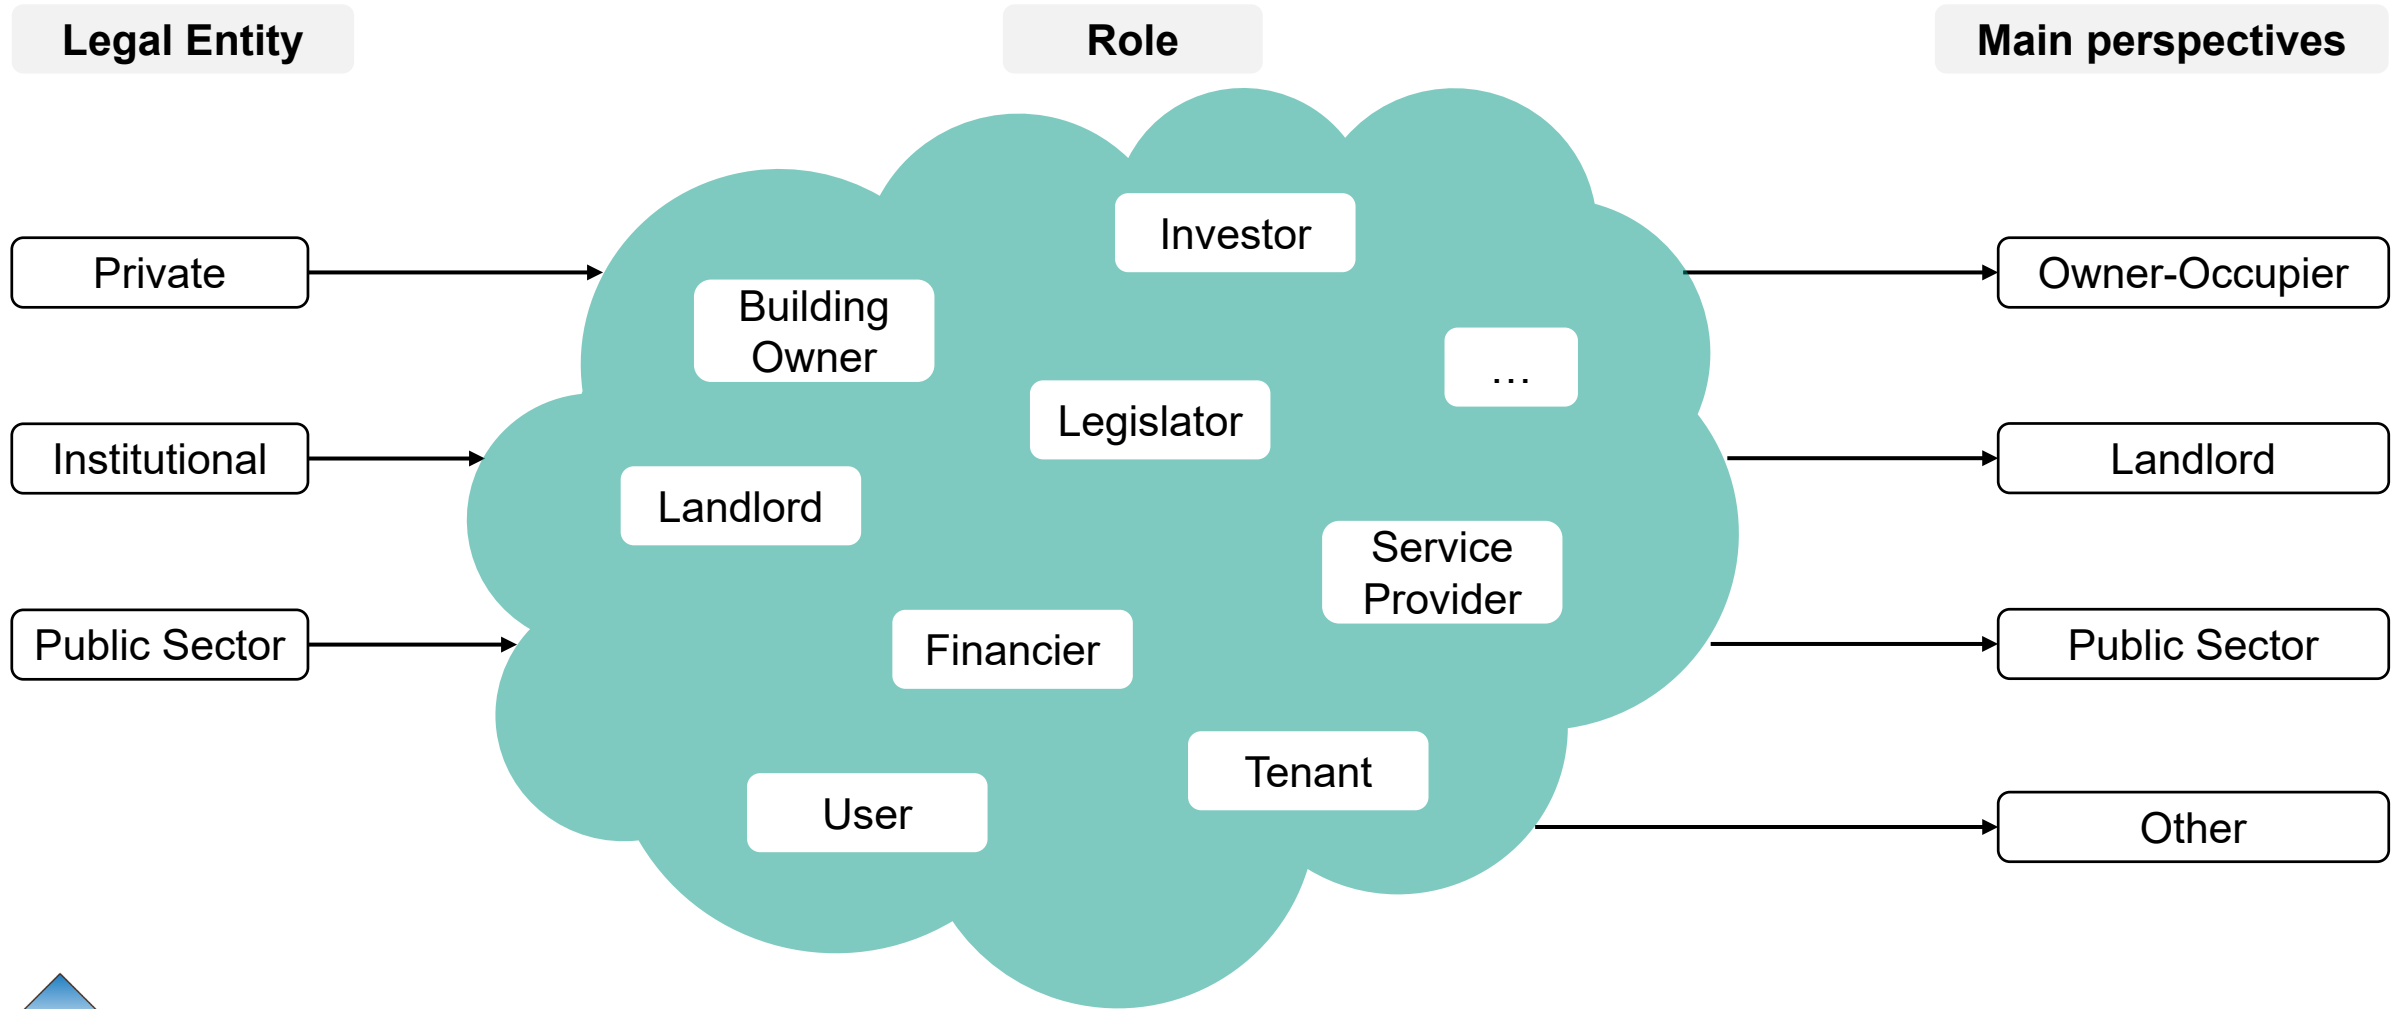 Legal Entity
Role
Main perspectives
Private
Institutional
Public Sector
Investor
Building
Owner
…
Legislator
Landlord
Service
Provider
Financier
Tenant
User
Owner-Occupier
Landlord
Public Sector
Other